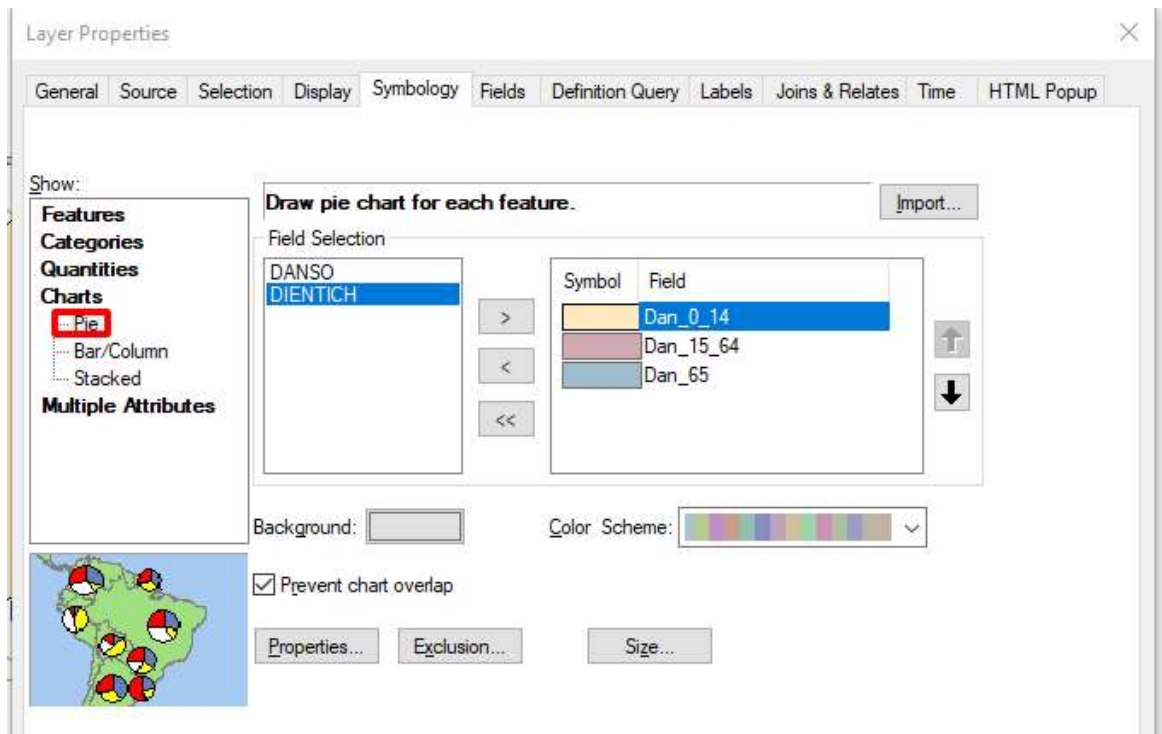 Layer Properties
General Source Selection Display Symbology Fields Definition Query Labels Joins & Relates Time HTML Popup
Show:
Features
Categories
Quantities
Charts
Pie
Bar/Column
Stacked
Multiple Attributes
Draw pie chart for each feature.
Import...
Field Selection
DANSO
DIENTICH
>
<
<<
Symbol Field
Dan_0_14
Dan_15_64
Dan_65
Background:
Color Scheme:
Prevent chart overlap
Properties... Exclusion... Size...